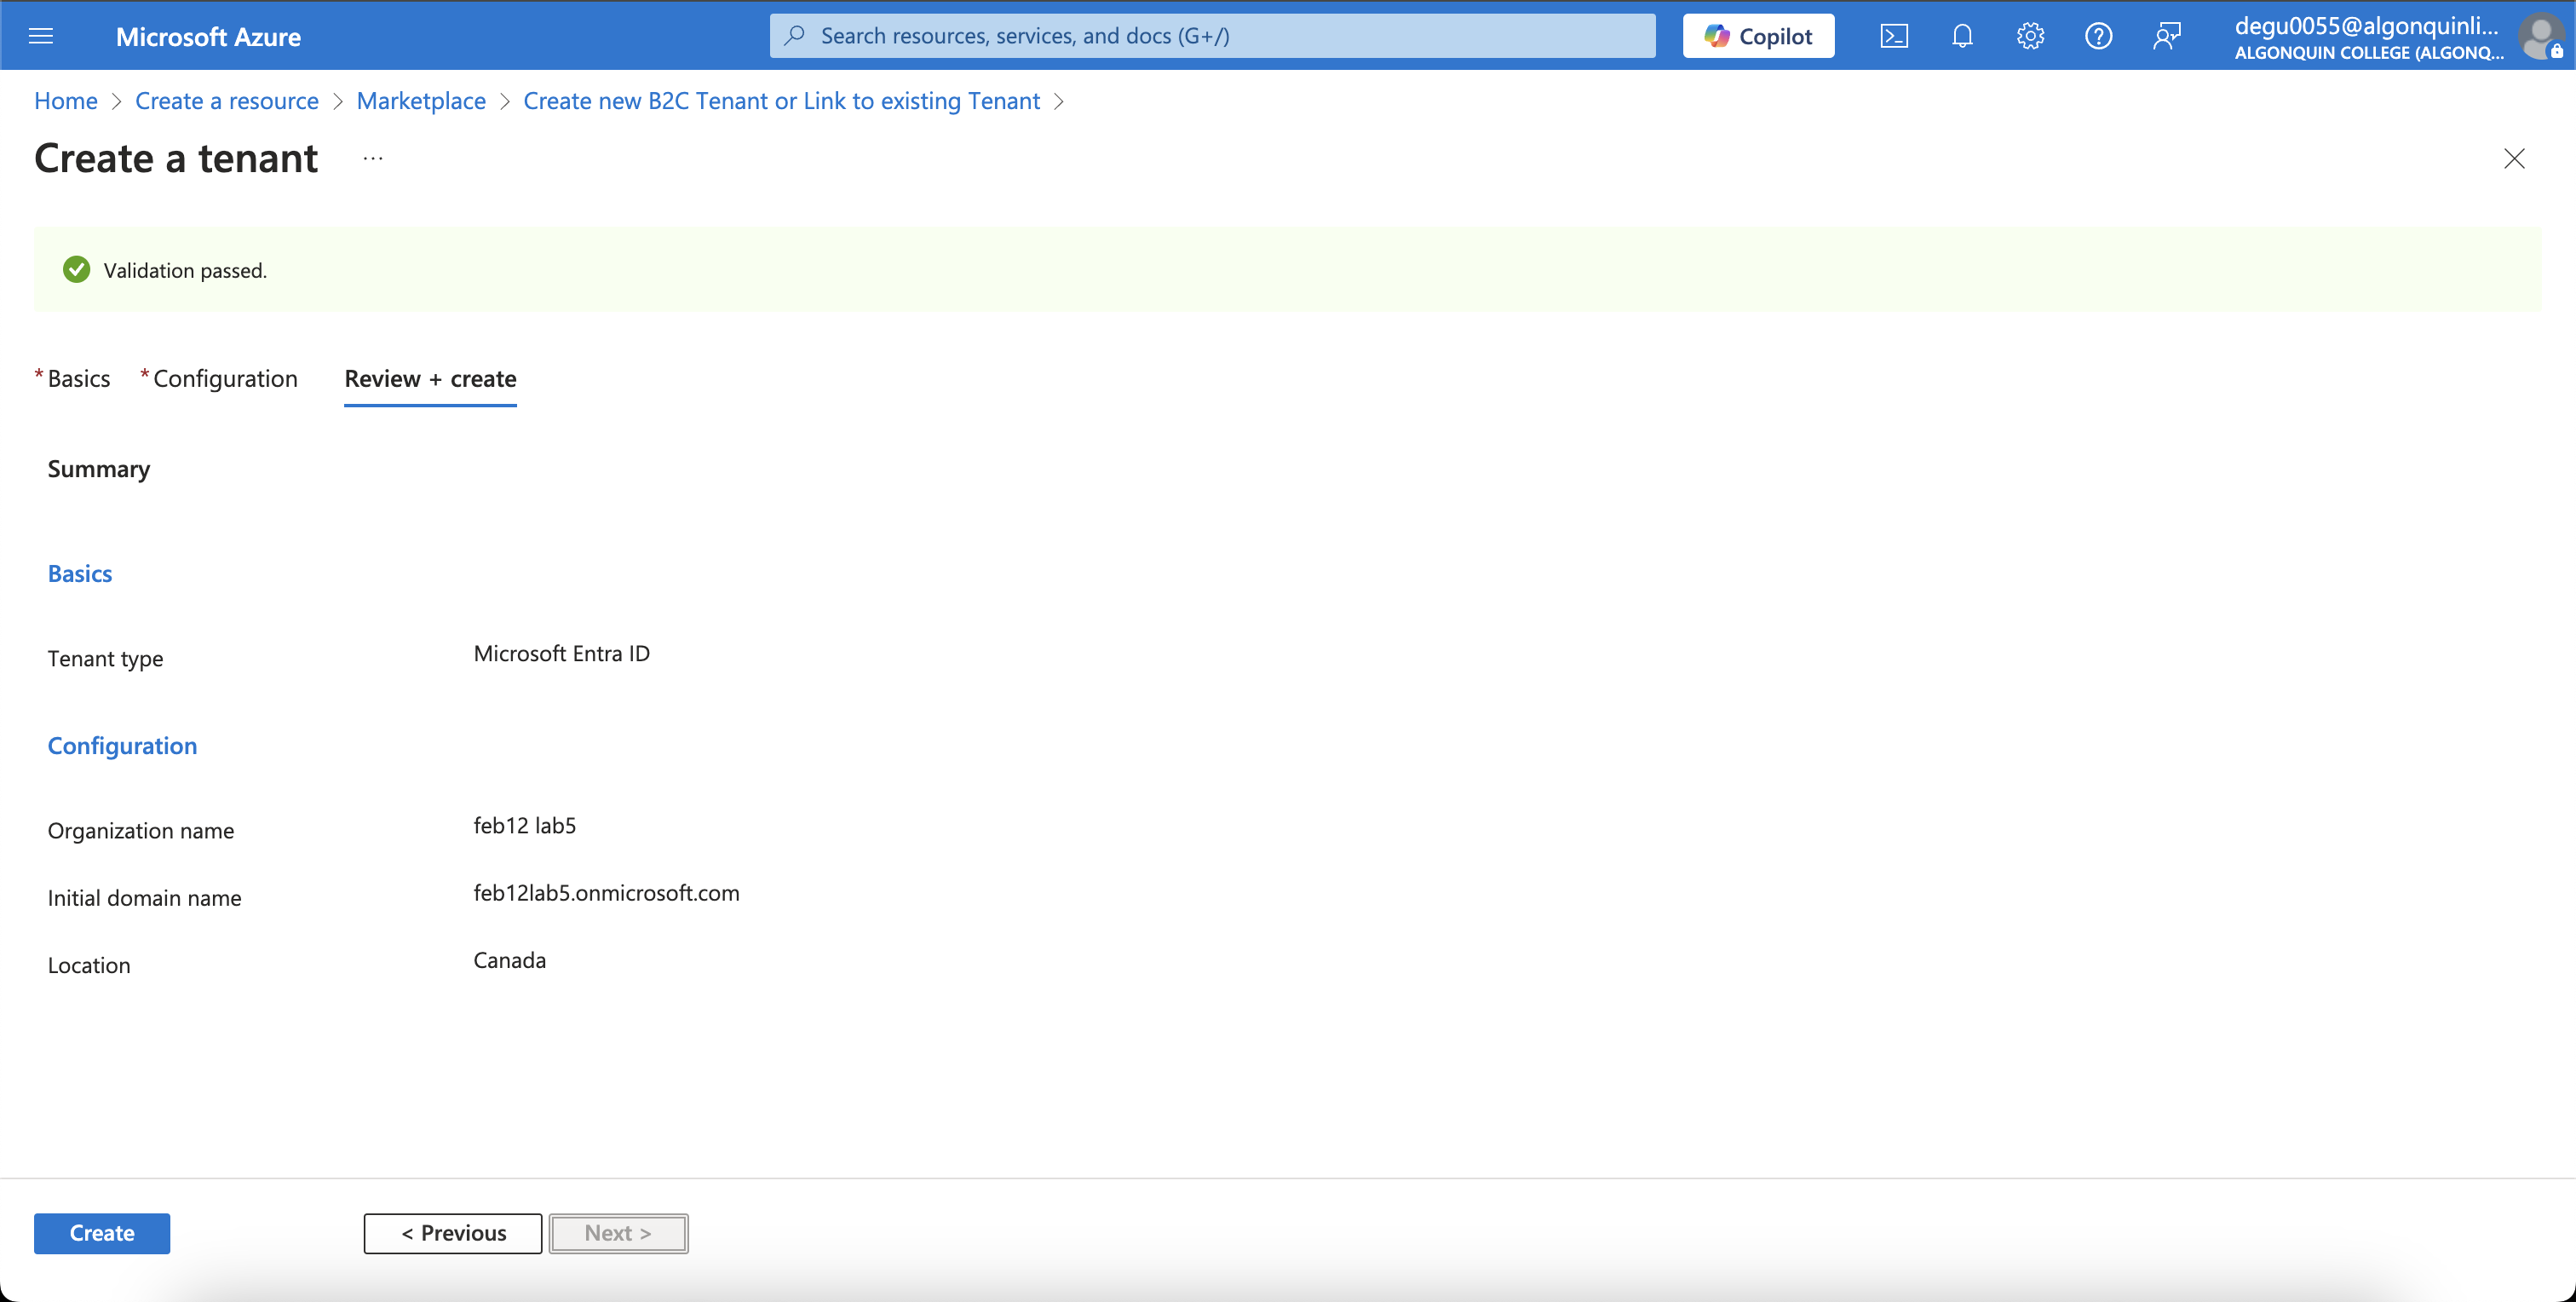 Microsoft Azure
Search resources, services, and docs (G+/)
Copilot
degu0055@algonquinli...
ALGONQUIN COLLEGE (ALGONQ...
Home > Create a resource > Marketplace > Create new B2C Tenant or Link to existing Tenant >
Create a tenant ...
Validation passed.
* Basics * Configuration Review + create
Summary
Basics
Tenant type Microsoft Entra ID
Configuration
Organization name feb12 lab5
Initial domain name feb12lab5.onmicrosoft.com
Location Canada
Create < Previous Next >